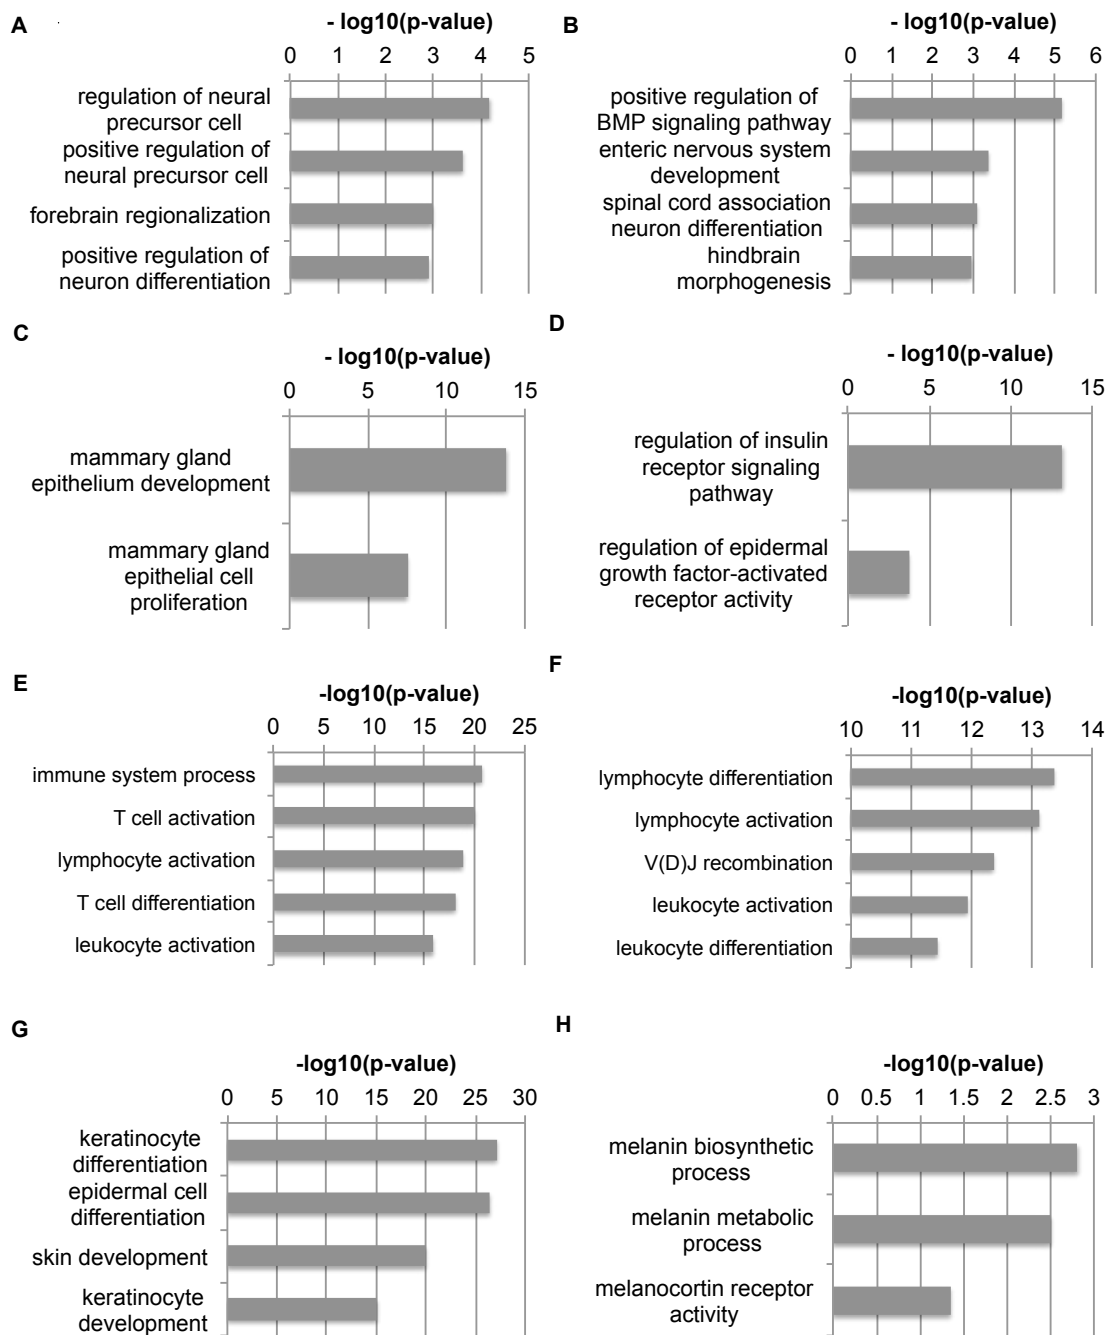 A
- log10(p-value)
0 1 2 3 4 5
regulation of neural
precursor cell
positive regulation of
neural precursor cell
forebrain regionalization
positive regulation of
neuron differentiation
B
- log10(p-value)
0 1 2 3 4 5 6
positive regulation of
BMP signaling pathway
enteric nervous system
development
spinal cord association
neuron differentiation
hindbrain
morphogenesis
C
- log10(p-value)
0 5 10 15
mammary gland
epithelium development
mammary gland
epithelial cell
proliferation
D
- log10(p-value)
0 5 10 15
regulation of insulin
receptor signaling
pathway
regulation of epidermal
growth factor-activated
receptor activity
E
-log10(p-value)
0 5 10 15 20 25
immune system process
T cell activation
lymphocyte activation
T cell differentiation
leukocyte activation
F
-log10(p-value)
10 11 12 13 14
lymphocyte differentiation
lymphocyte activation
V(D)J recombination
leukocyte activation
leukocyte differentiation
G
-log10(p-value)
0 5 10 15 20 25 30
keratinocyte
differentiation
epidermal cell
differentiation
skin development
keratinocyte
development
H
-log10(p-value)
0 0.5 1 1.5 2 2.5 3
melanin biosynthetic
process
melanin metabolic
process
melanocortin receptor
activity